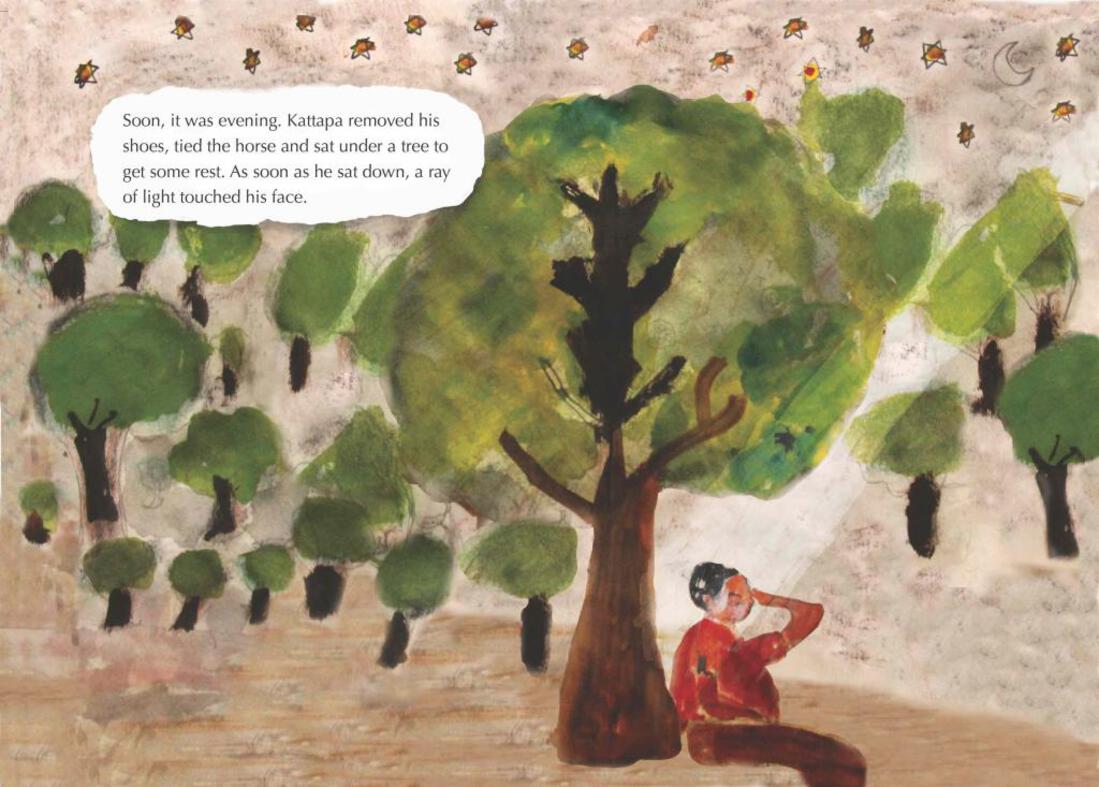 Soon, it was evening. Kattapa removed his
shoes, tied the horse and sat under a tree to
get some rest. As soon as he sat down, a ray
of light touched his face.